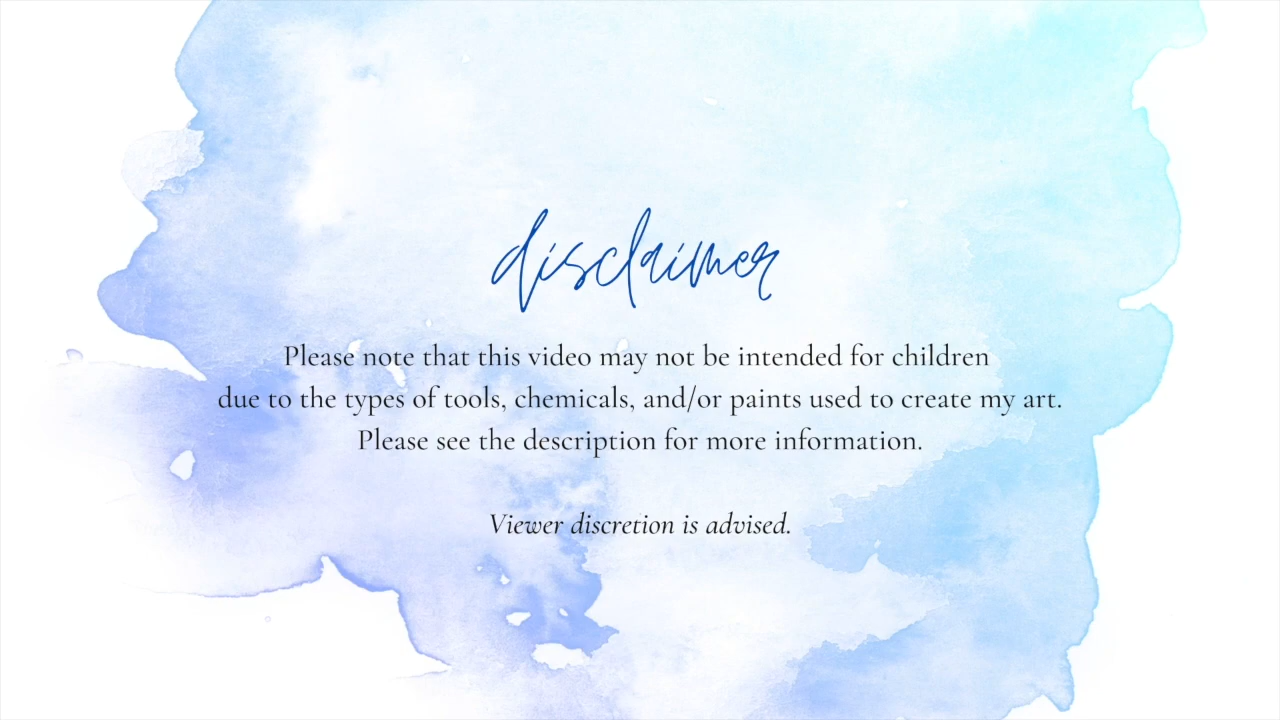 disclaimer
Please note that this video may not be intended for children
due to the types of tools, chemicals, and/or paints used to create my art.
Please see the description for more information.
Viewer discretion is advised.